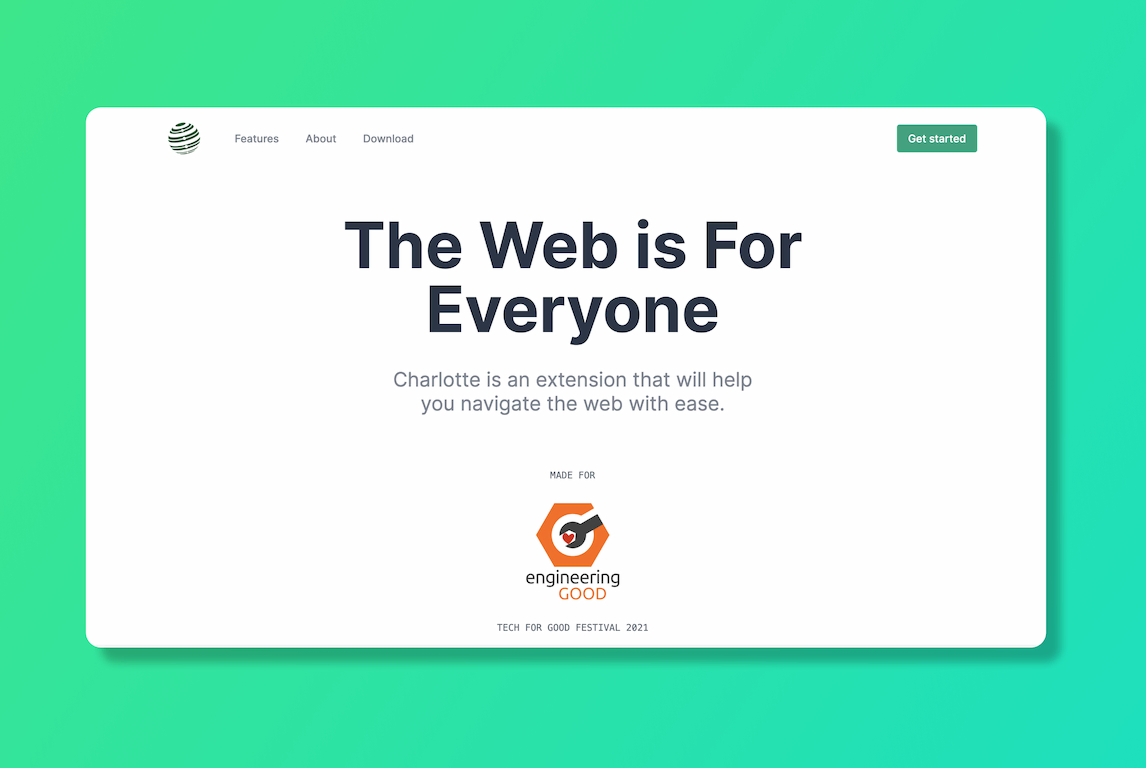 Features About Download Get started
The Web is For
Everyone
Charlotte is an extension that will help
you navigate the web with ease.
MADE FOR
engineering
GOOD
TECH FOR GOOD FESTIVAL 2021